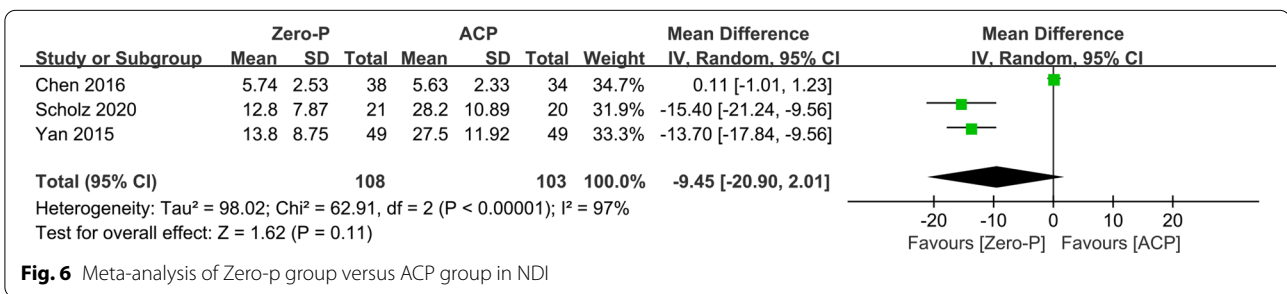 Zero-P ACP Mean Difference Mean Difference
Study or Subgroup Mean SD Total Mean SD Total Weight IV, Random, 95% CI IV, Random, 95% CI
Chen 2016 5.74 2.53 38 5.63 2.33 34 34.7% 0.11 [-1.01, 1.23]
Scholz 2020 12.8 7.87 21 28.2 10.89 20 31.9% -15.40 [-21.24, -9.56]
Yan 2015 13.8 8.75 49 27.5 11.92 49 33.3% -13.70 [-17.84, -9.56]
Total (95% CI) 108 103 100.0% -9.45 [-20.90, 2.01]
Heterogeneity: Tau² = 98.02; Chi² = 62.91, df = 2 (P < 0.00001); I² = 97%
Test for overall effect: Z = 1.62 (P = 0.11)
-20 -10 0 10 20
Favours [Zero-P] Favours [ACP]
Fig. 6 Meta-analysis of Zero-p group versus ACP group in NDI